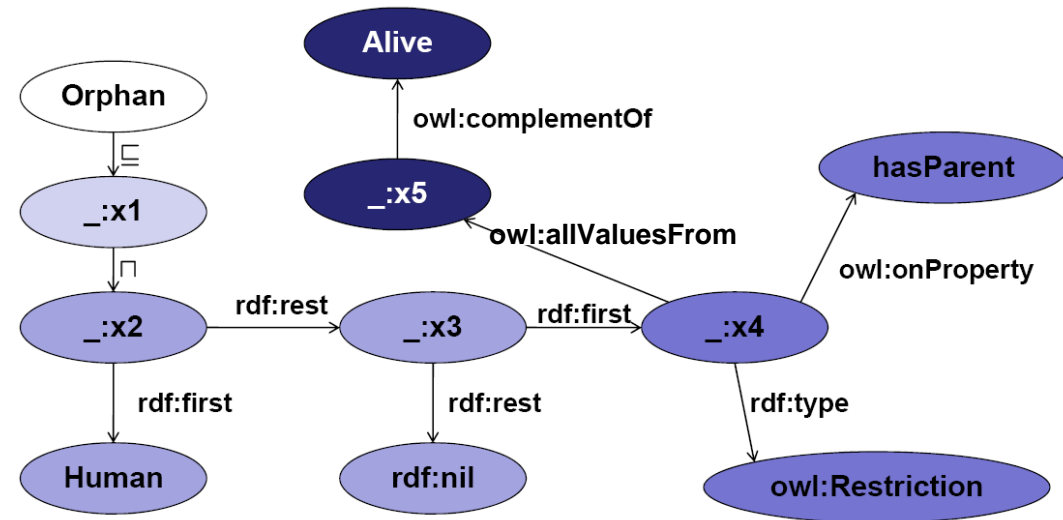 Alive
Orphan
owl:complementOf
⊑
hasParent
_:x1
_:x5
owl:allValuesFrom
⊓
owl:onProperty
rdf:rest
rdf:first
_:x2
_:x3
_:x4
rdf:first
rdf:rest
rdf:type
Human
rdf:nil
owl:Restriction